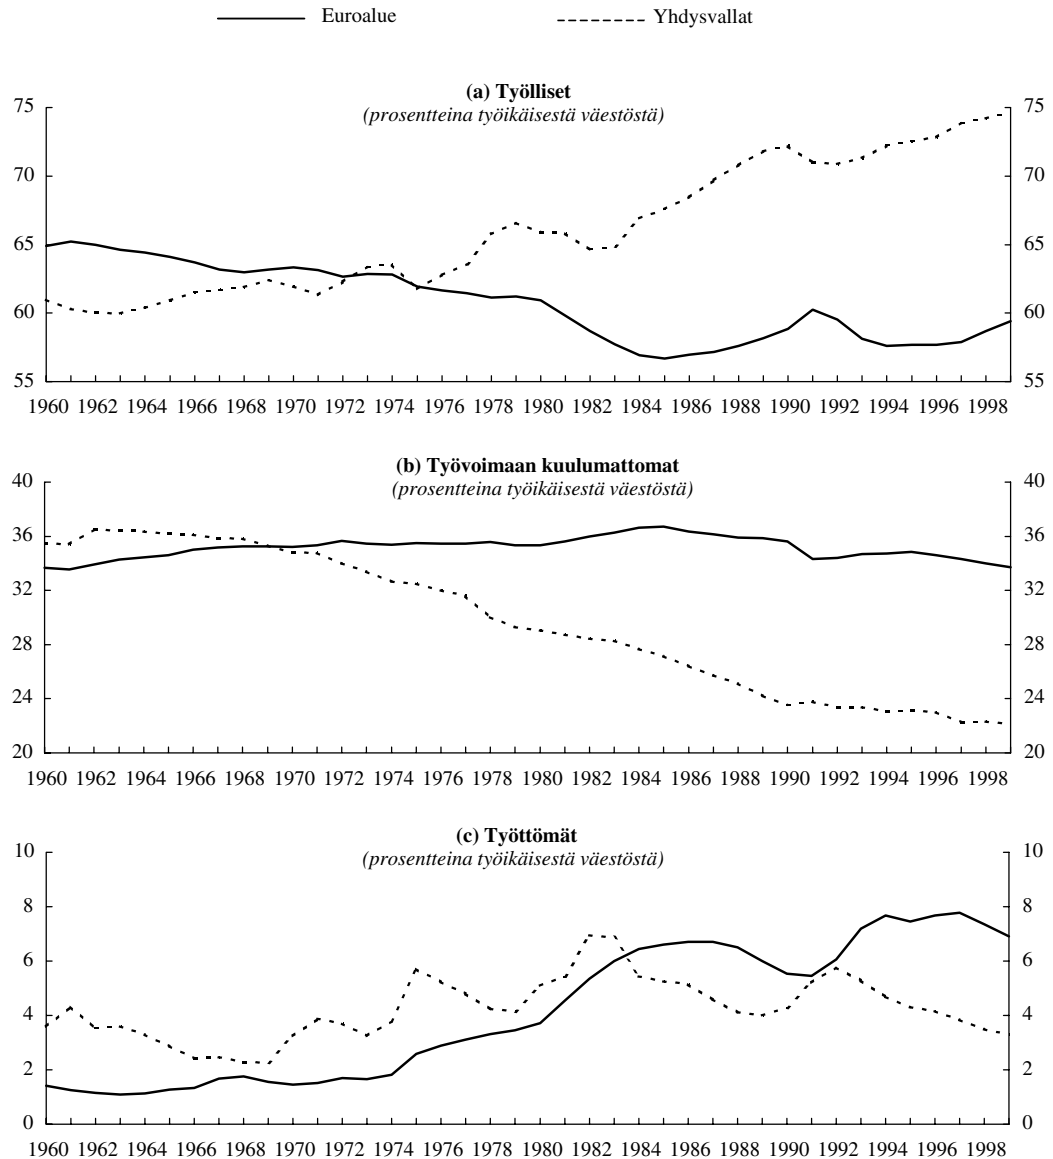 Euroalue Yhdysvallat
(a) Työlliset
(prosentteina työikäisestä väestöstä)
75 75
70 70
65 65
60 60
55 55
1960 1962 1964 1966 1968 1970 1972 1974 1976 1978 1980 1982 1984 1986 1988 1990 1992 1994 1996 1998
(b) Työvoimaan kuulumattomat
(prosentteina työikäisestä väestöstä)
40 40
36 36
32 32
28 28
24 24
20 20
1960 1962 1964 1966 1968 1970 1972 1974 1976 1978 1980 1982 1984 1986 1988 1990 1992 1994 1996 1998
(c) Työttömät
(prosentteina työikäisestä väestöstä)
10 10
8 8
6 6
4 4
2 2
0 0
1960 1962 1964 1966 1968 1970 1972 1974 1976 1978 1980 1982 1984 1986 1988 1990 1992 1994 1996 1998